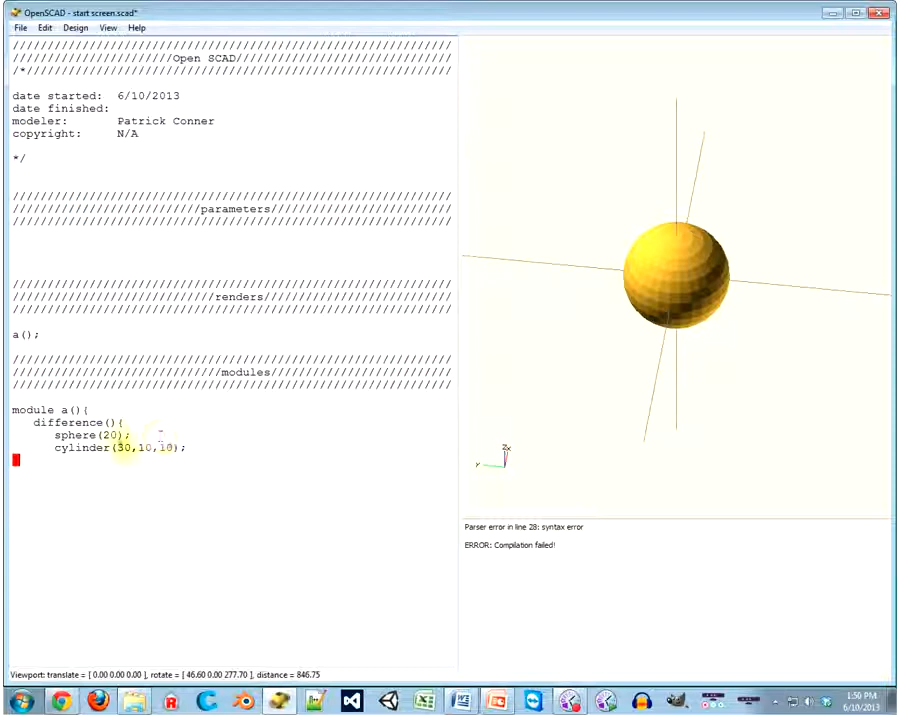 OpenSCAD - start screen.scad*
File Edit Design View Help
///////////////////////////////////////////////////////////////
///////////////////////Open SCAD///////////////////////////////
/*/////////////////////////////////////////////////////////////
date started: 6/10/2013
date finished:
modeler: Patrick Conner
copyright: N/A
*/
///////////////////////////////////////////////////////////////
///////////////////////////parameters//////////////////////////
///////////////////////////////////////////////////////////////
///////////////////////////////////////////////////////////////
/////////////////////////////renders///////////////////////////
///////////////////////////////////////////////////////////////
a();
///////////////////////////////////////////////////////////////
//////////////////////////////modules//////////////////////////
///////////////////////////////////////////////////////////////
module a(){
difference(){
sphere(20);
cylinder(30,10,10);
Zx
Y
Parser error in line 28: syntax error
ERROR: Compilation failed!
Viewport: translate = [ 0.00 0.00 0.00 ], rotate = [ 46.60 0.00 277.70 ], distance = 846.75
1:50 PM
6/10/2013